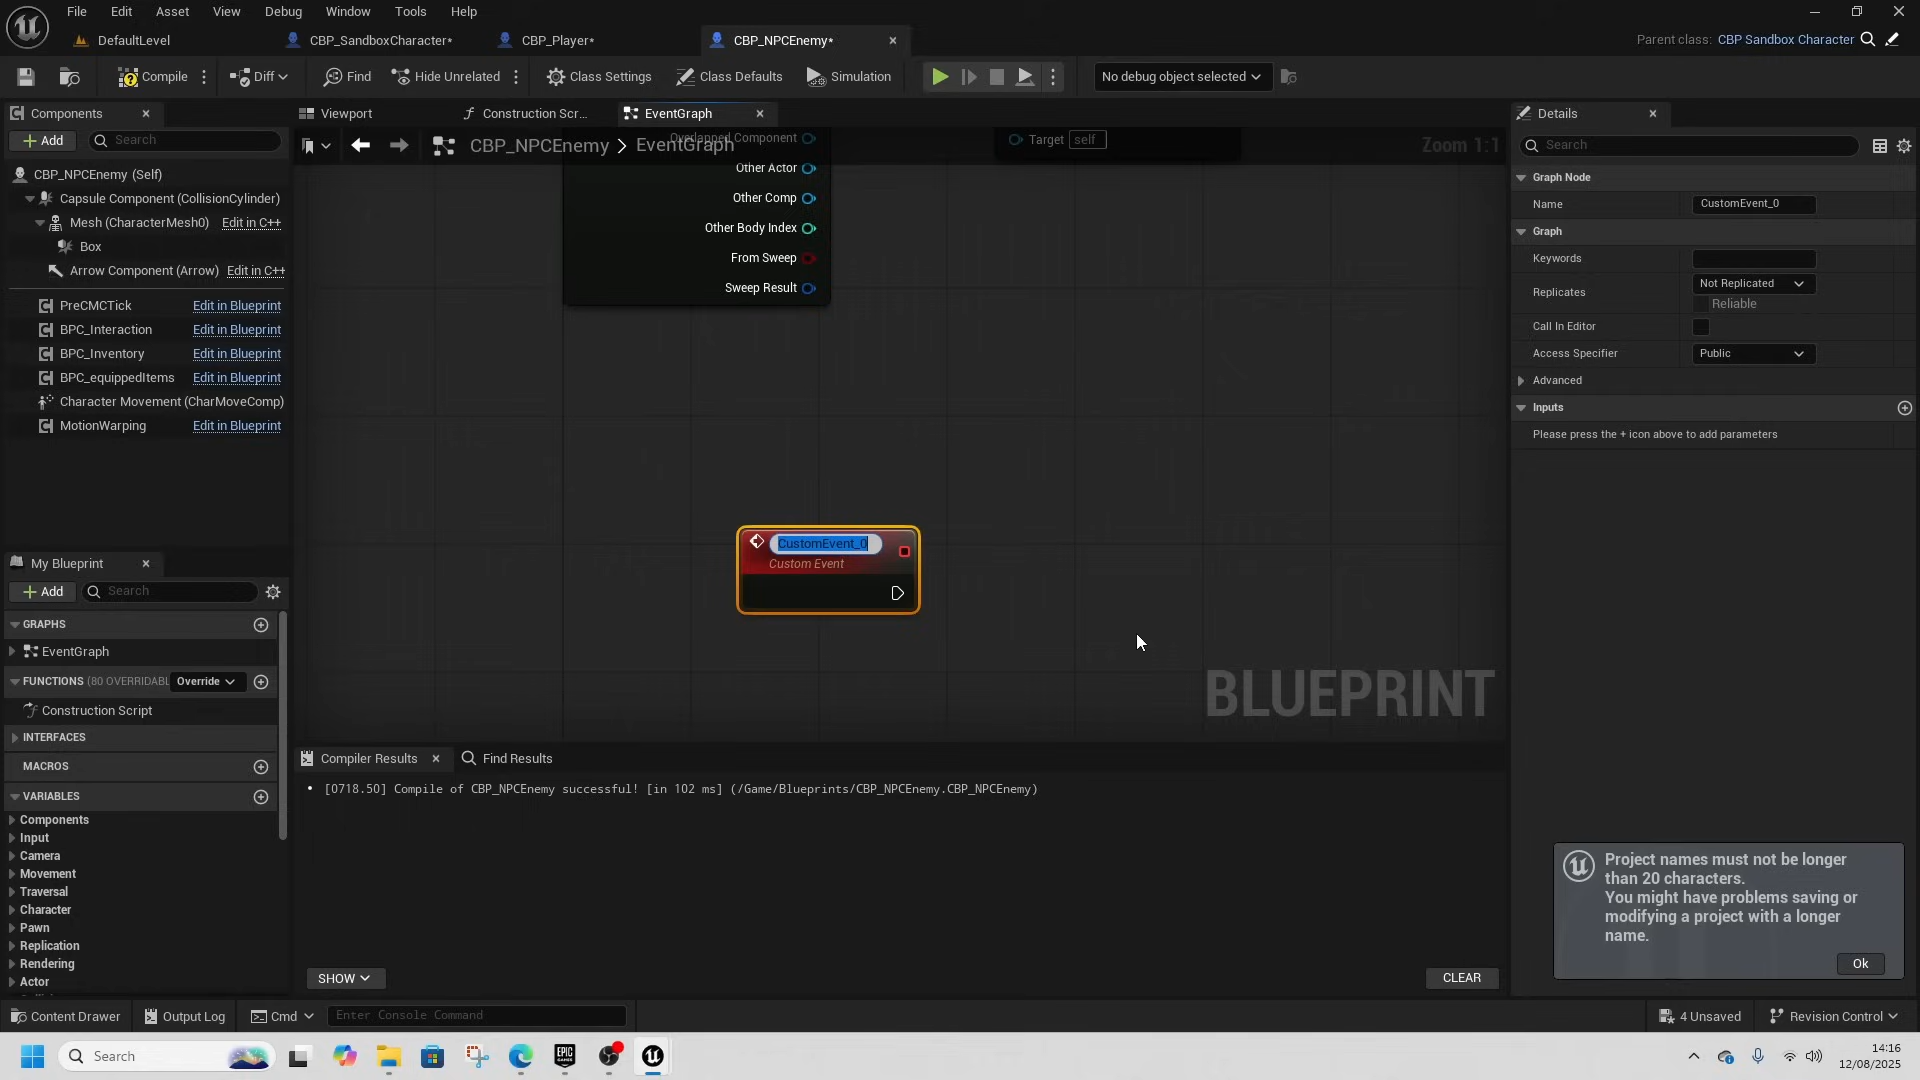 File Edit Asset View Debug Window Tools Help
DefaultLevel
CBP_SandboxCharacter*
CBP_Player*
CBP_NPCEnemy*
Parent class: CBP Sandbox Character
Compile
Diff
Find
Hide Unrelated
Class Settings
Class Defaults
Simulation
No debug object selected
Components
Viewport
Construction Scr...
EventGraph
Details
Add
Search
CBP_NPCEnemy > EventGraph
Zoom 1:1
Search
Overlapped Component
Other Actor
Other Comp
Other Body Index
From Sweep
Sweep Result
Target self
CBP_NPCEnemy (Self)
Capsule Component (CollisionCylinder)
Mesh (CharacterMesh0) Edit in C++
Box
Arrow Component (Arrow) Edit in C++
PreCMCTick Edit in Blueprint
BPC_Interaction Edit in Blueprint
BPC_Inventory Edit in Blueprint
BPC_equippedItems Edit in Blueprint
Character Movement (CharMoveComp)
MotionWarping Edit in Blueprint
Graph Node
Name CustomEvent_0
Graph
Keywords
Replicates Not Replicated
Reliable
Call In Editor
Access Specifier Public
Advanced
Inputs
Please press the + icon above to add parameters
CustomEvent_0
Custom Event
BLUEPRINT
My Blueprint
Add
Search
GRAPHS
EventGraph
FUNCTIONS (80 OVERRIDABL Override
Construction Script
INTERFACES
MACROS
VARIABLES
Components
Input
Camera
Movement
Traversal
Character
Pawn
Replication
Rendering
Actor
Compiler Results
Find Results
[0718.50] Compile of CBP_NPCEnemy successful! [in 102 ms] (/Game/Blueprints/CBP_NPCEnemy.CBP_NPCEnemy)
SHOW
CLEAR
Project names must not be longer
than 20 characters.
You might have problems saving or
modifying a project with a longer
name.
Ok
Content Drawer
Output Log
Cmd
Enter Console Command
4 Unsaved
Revision Control
Search
EPIC
GAMES
14:16
12/08/2025